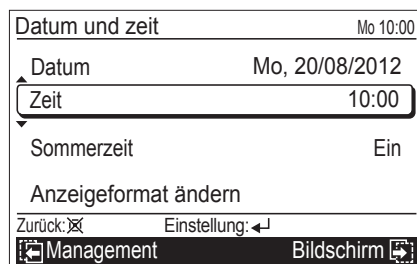 Datum und zeit Mo 10:00
Datum Mo, 20/08/2012
Zeit 10:00
Sommerzeit Ein
Anzeigeformat ändern
Zurück: Einstellung:
Management Bildschirm